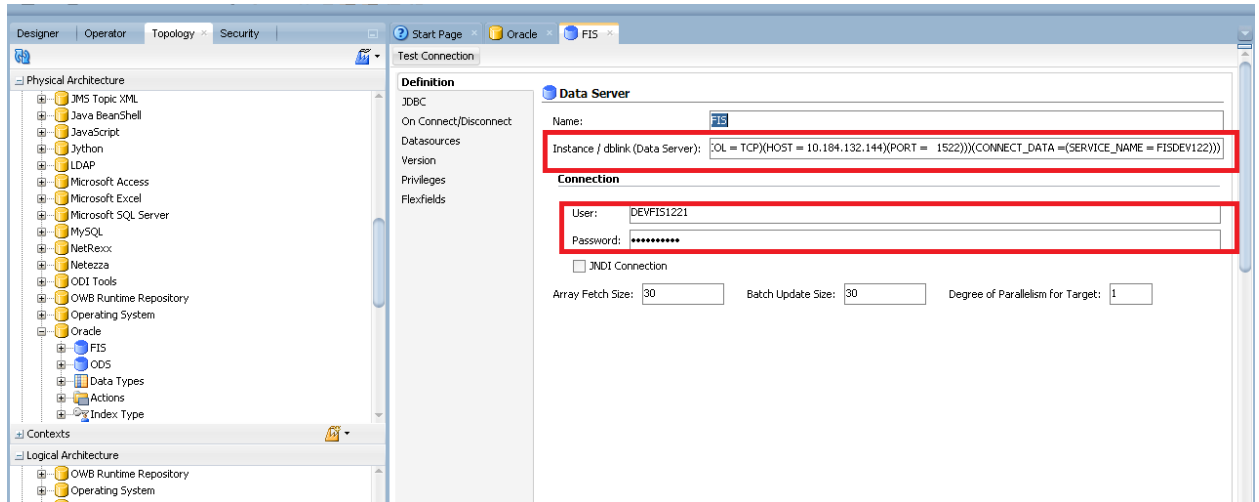 Designer Operator Topology Security
Start Page Oracle FIS
Test Connection
Physical Architecture
JMS Topic XML
Java BeanShell
JavaScript
Jython
LDAP
Microsoft Access
Microsoft Excel
Microsoft SQL Server
MySQL
NetRexx
Netezza
ODI Tools
OWB Runtime Repository
Operating System
Oracle
FIS
ODS
Data Types
Actions
Index Type
Contexts
Logical Architecture
OWB Runtime Repository
Operating System
Definition
JDBC
On Connect/Disconnect
Datasources
Version
Privileges
Flexfields
Data Server
Name: FIS
Instance / dblink (Data Server): COL = TCP)(HOST = 10.184.132.144)(PORT = 1522)))(CONNECT_DATA =(SERVICE_NAME = FISDEV122)))
Connection
User: DEVFIS1221
Password: ••••••••••
JNDI Connection
Array Fetch Size: 30 Batch Update Size: 30 Degree of Parallelism for Target: 1